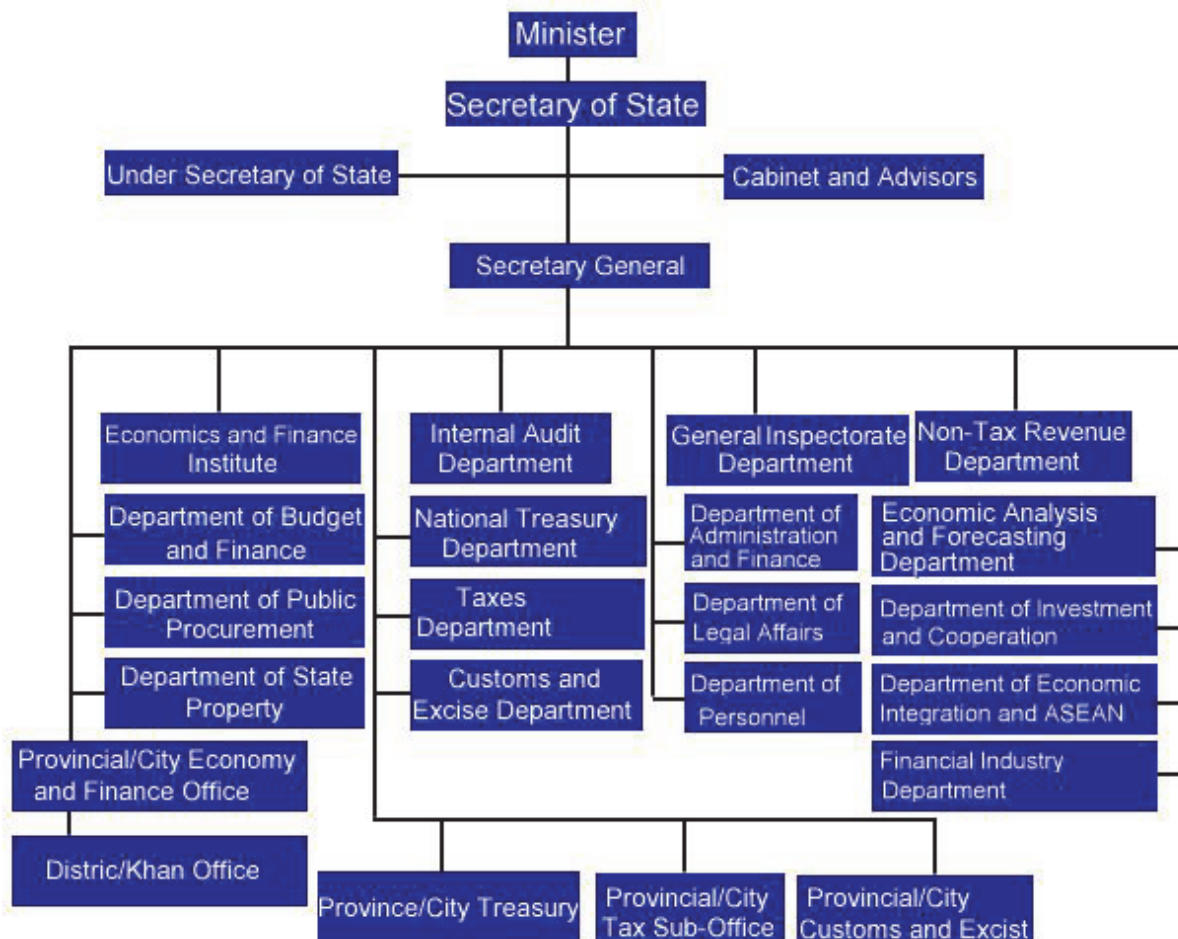 Minister
Secretary of State
Under Secretary of State
Cabinet and Advisors
Secretary General
Economics and Finance
Institute
Internal Audit
Department
General Inspectorate
Department
Non-Tax Revenue
Department
Department of Budget
and Finance
National Treasury
Department
Department of
Administration
and Finance
Economic Analysis
and Forecasting
Department
Department of Public
Procurement
Taxes
Department
Department of
Legal Affairs
Department of Investment
and Cooperation
Department of State
Property
Customs and
Excise Department
Department of
Personnel
Department of Economic
Integration and ASEAN
Provincial/City Economy
and Finance Office
Financial Industry
Department
Distric/Khan Office
Province/City Treasury
Provincial/City
Tax Sub-Office
Provincial/City
Customs and Excist